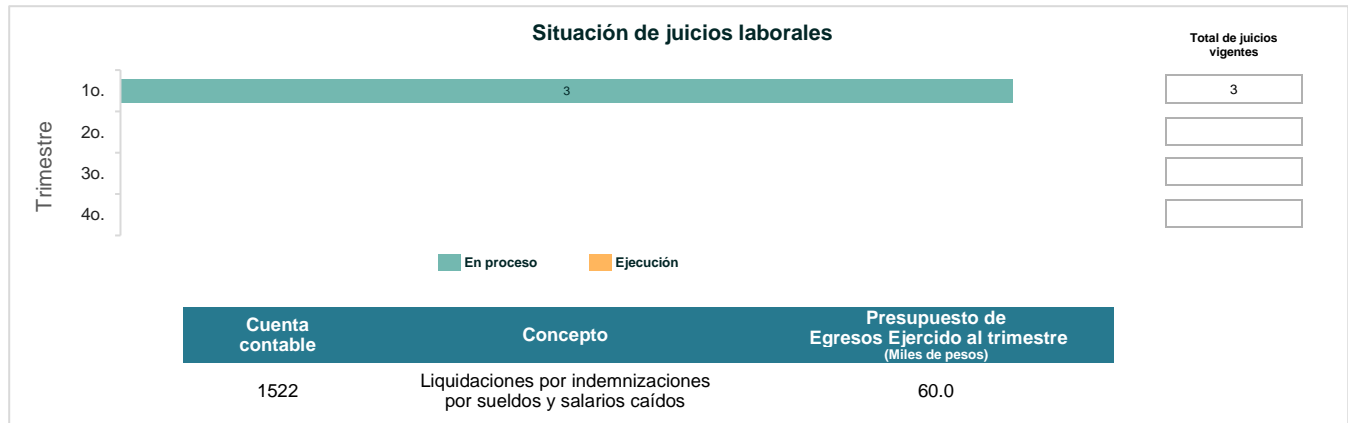 Situación de juicios laborales
Total de juicios
vigentes
Trimestre
1o.
3
3
2o.
3o.
4o.
En proceso
Ejecución
Cuenta
contable
Concepto
Presupuesto de
Egresos Ejercido al trimestre
(Miles de pesos)
1522
Liquidaciones por indemnizaciones
por sueldos y salarios caídos
60.0